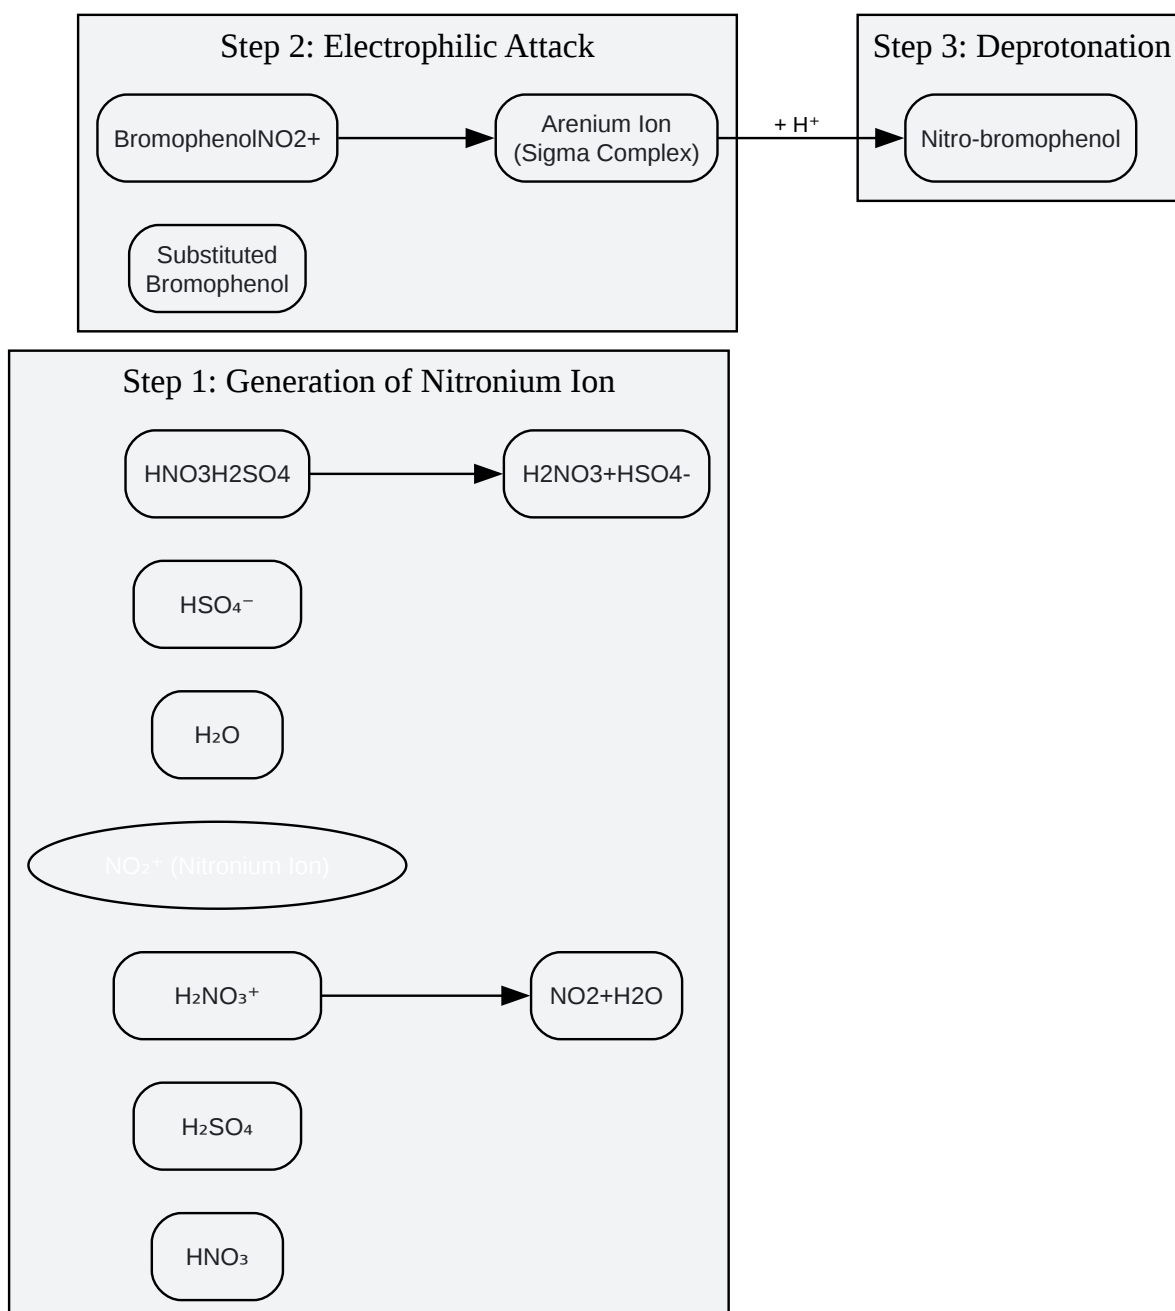 Step 2: Electrophilic Attack
BromophenolNO2+
Arenium Ion
(Sigma Complex)
Substituted
Bromophenol
+ H⁺
Step 3: Deprotonation
Nitro-bromophenol
Step 1: Generation of Nitronium Ion
HNO3H2SO4
H2NO3+HSO4-
HSO₄⁻
H₂O
NO₂⁺ (Nitronium Ion)
H₂NO₃⁺
NO2+H2O
H₂SO₄
HNO₃